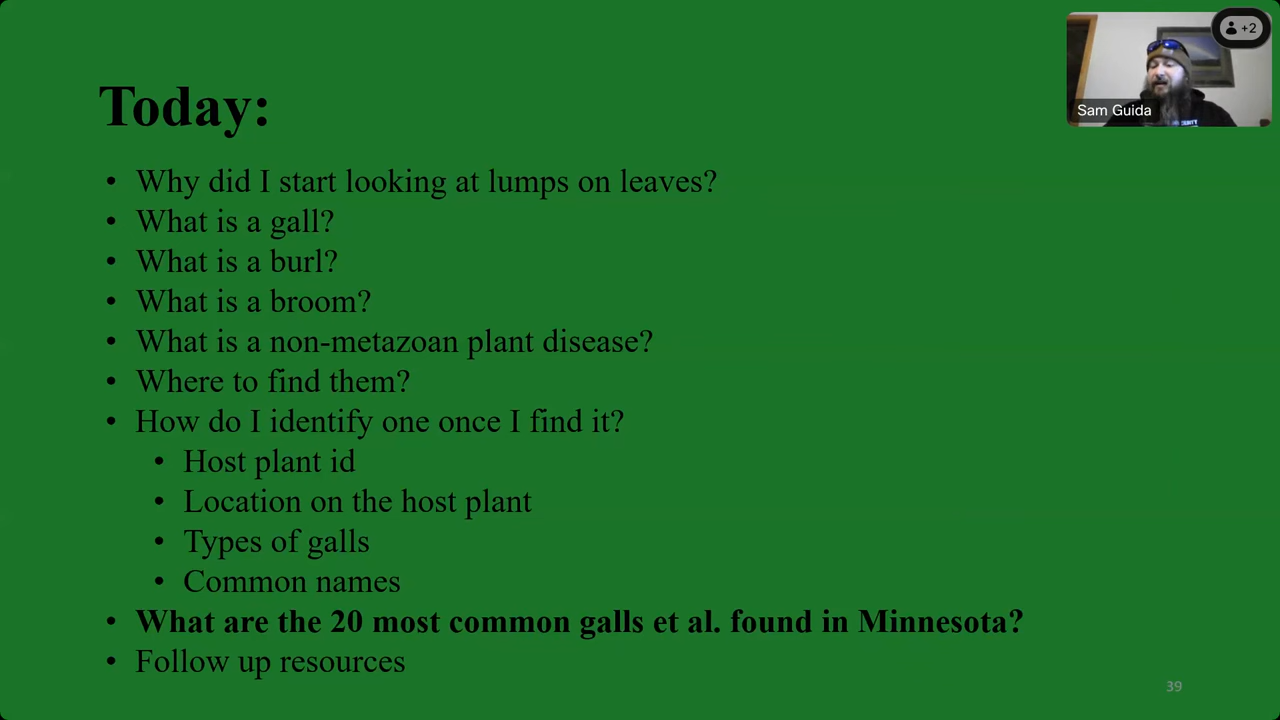 +2
Sam Guida
Today:
• Why did I start looking at lumps on leaves?
• What is a gall?
• What is a burl?
• What is a broom?
• What is a non-metazoan plant disease?
• Where to find them?
• How do I identify one once I find it?
• Host plant id
• Location on the host plant
• Types of galls
• Common names
• What are the 20 most common galls et al. found in Minnesota?
• Follow up resources
39